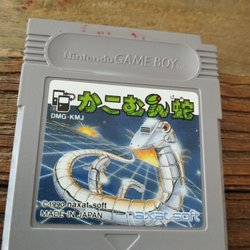 Nintendo GAME BOY
かこむん蛇
DMG-KMJ
©1990 naxat soft
MADE IN JAPAN
naxat soft